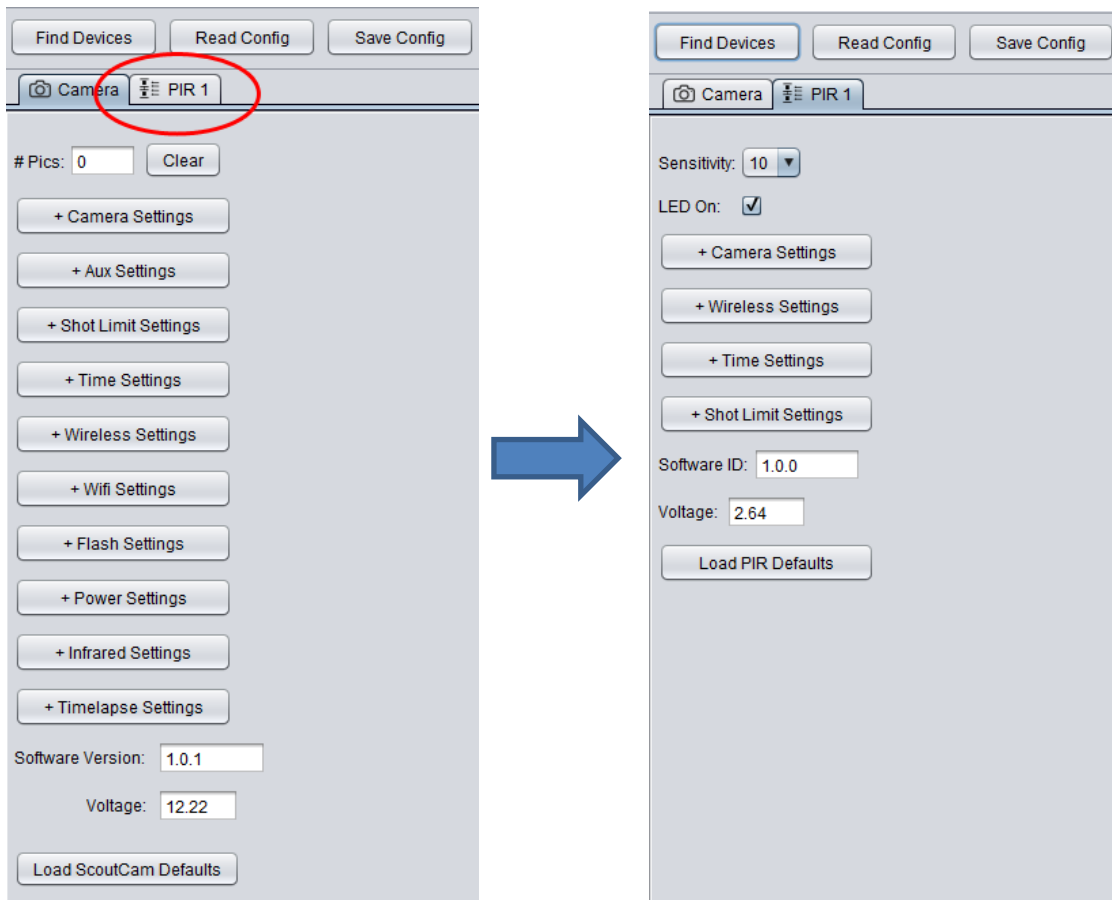 Find Devices Read Config Save Config
Camera PIR 1
# Pics: 0 Clear
+ Camera Settings
+ Aux Settings
+ Shot Limit Settings
+ Time Settings
+ Wireless Settings
+ Wifi Settings
+ Flash Settings
+ Power Settings
+ Infrared Settings
+ Timelapse Settings
Software Version: 1.0.1
Voltage: 12.22
Load ScoutCam Defaults
Find Devices Read Config Save Config
Camera PIR 1
Sensitivity: 10
LED On:
+ Camera Settings
+ Wireless Settings
+ Time Settings
+ Shot Limit Settings
Software ID: 1.0.0
Voltage: 2.64
Load PIR Defaults